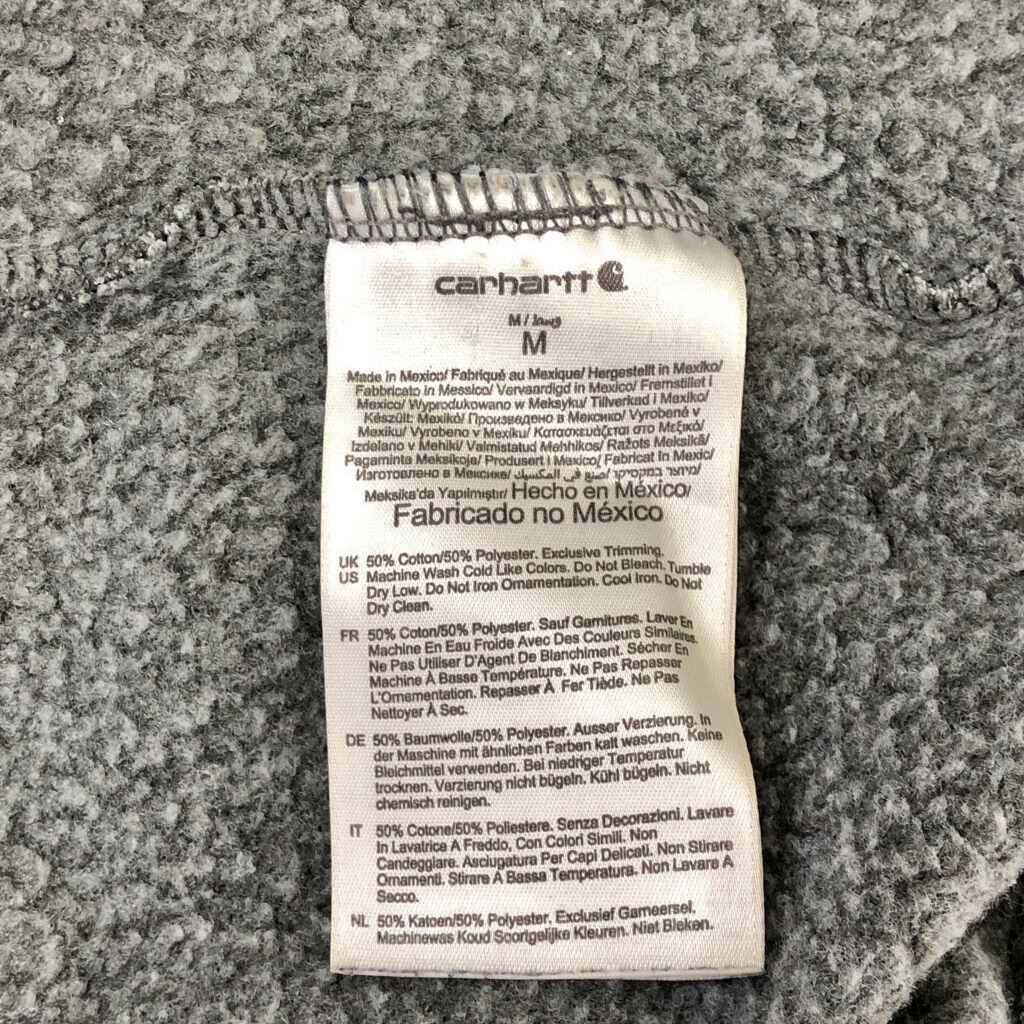 carhartt
M / وسط
M
Made in Mexico/ Fabriqué au Mexique/ Hergestellt in Mexiko/
Fabbricato in Messico/ Vervaardigd in Mexico/ Fremstillet i
Mexico/ Wyprodukowano w Meksyku/ Tillverkad i Mexiko/
Készült: Mexikó/ Произведено в Мексико/ Vyrobené v
Mexiku/ Vyrobeno v Mexiku/ Κατασκευάζεται στο Μεξικό/
Izdelano v Mehiki/ Valmistatud Mehhikos/ Ražots Meksikā/
Pagaminta Meksikoje/ Produsert i Mexico/ Fabricat In Mexic/
Изготовлено в Мексике/ صنع في المكسيك/ מיוצר במקסיקו/
Meksika'da Yapılmıştır/ Hecho en México/
Fabricado no México
UK 50% Cotton/50% Polyester. Exclusive Trimming.
US Machine Wash Cold Like Colors. Do Not Bleach. Tumble
Dry Low. Do Not Iron Ornamentation. Cool Iron. Do Not
Dry Clean.
FR 50% Coton/50% Polyester. Sauf Garnitures. Laver En
Machine En Eau Froide Avec Des Couleurs Similaires.
Ne Pas Utiliser D'Agent De Blanchiment. Sécher En
Machine À Basse Température. Ne Pas Repasser
L'Ornementation. Repasser À Fer Tiède. Ne Pas
Nettoyer À Sec.
DE 50% Baumwolle/50% Polyester. Ausser Verzierung. In
der Maschine mit ähnlichen Farben kalt waschen. Keine
Bleichmittel verwenden. Bei niedriger Temperatur
trocknen. Verzierung nicht bügeln. Kühl bügeln. Nicht
chemisch reinigen.
IT 50% Cotone/50% Poliestere. Senza Decorazioni. Lavare
In Lavatrice A Freddo, Con Colori Simili. Non
Candeggiare. Asciugatura Per Capi Delicati. Non Stirare
Ornamenti. Stirare A Bassa Temperatura. Non Lavare A
Secco.
NL 50% Katoen/50% Polyester. Exclusief Garneersel.
Machinewas Koud Soortgelijke Kleuren. Niet Bleken.